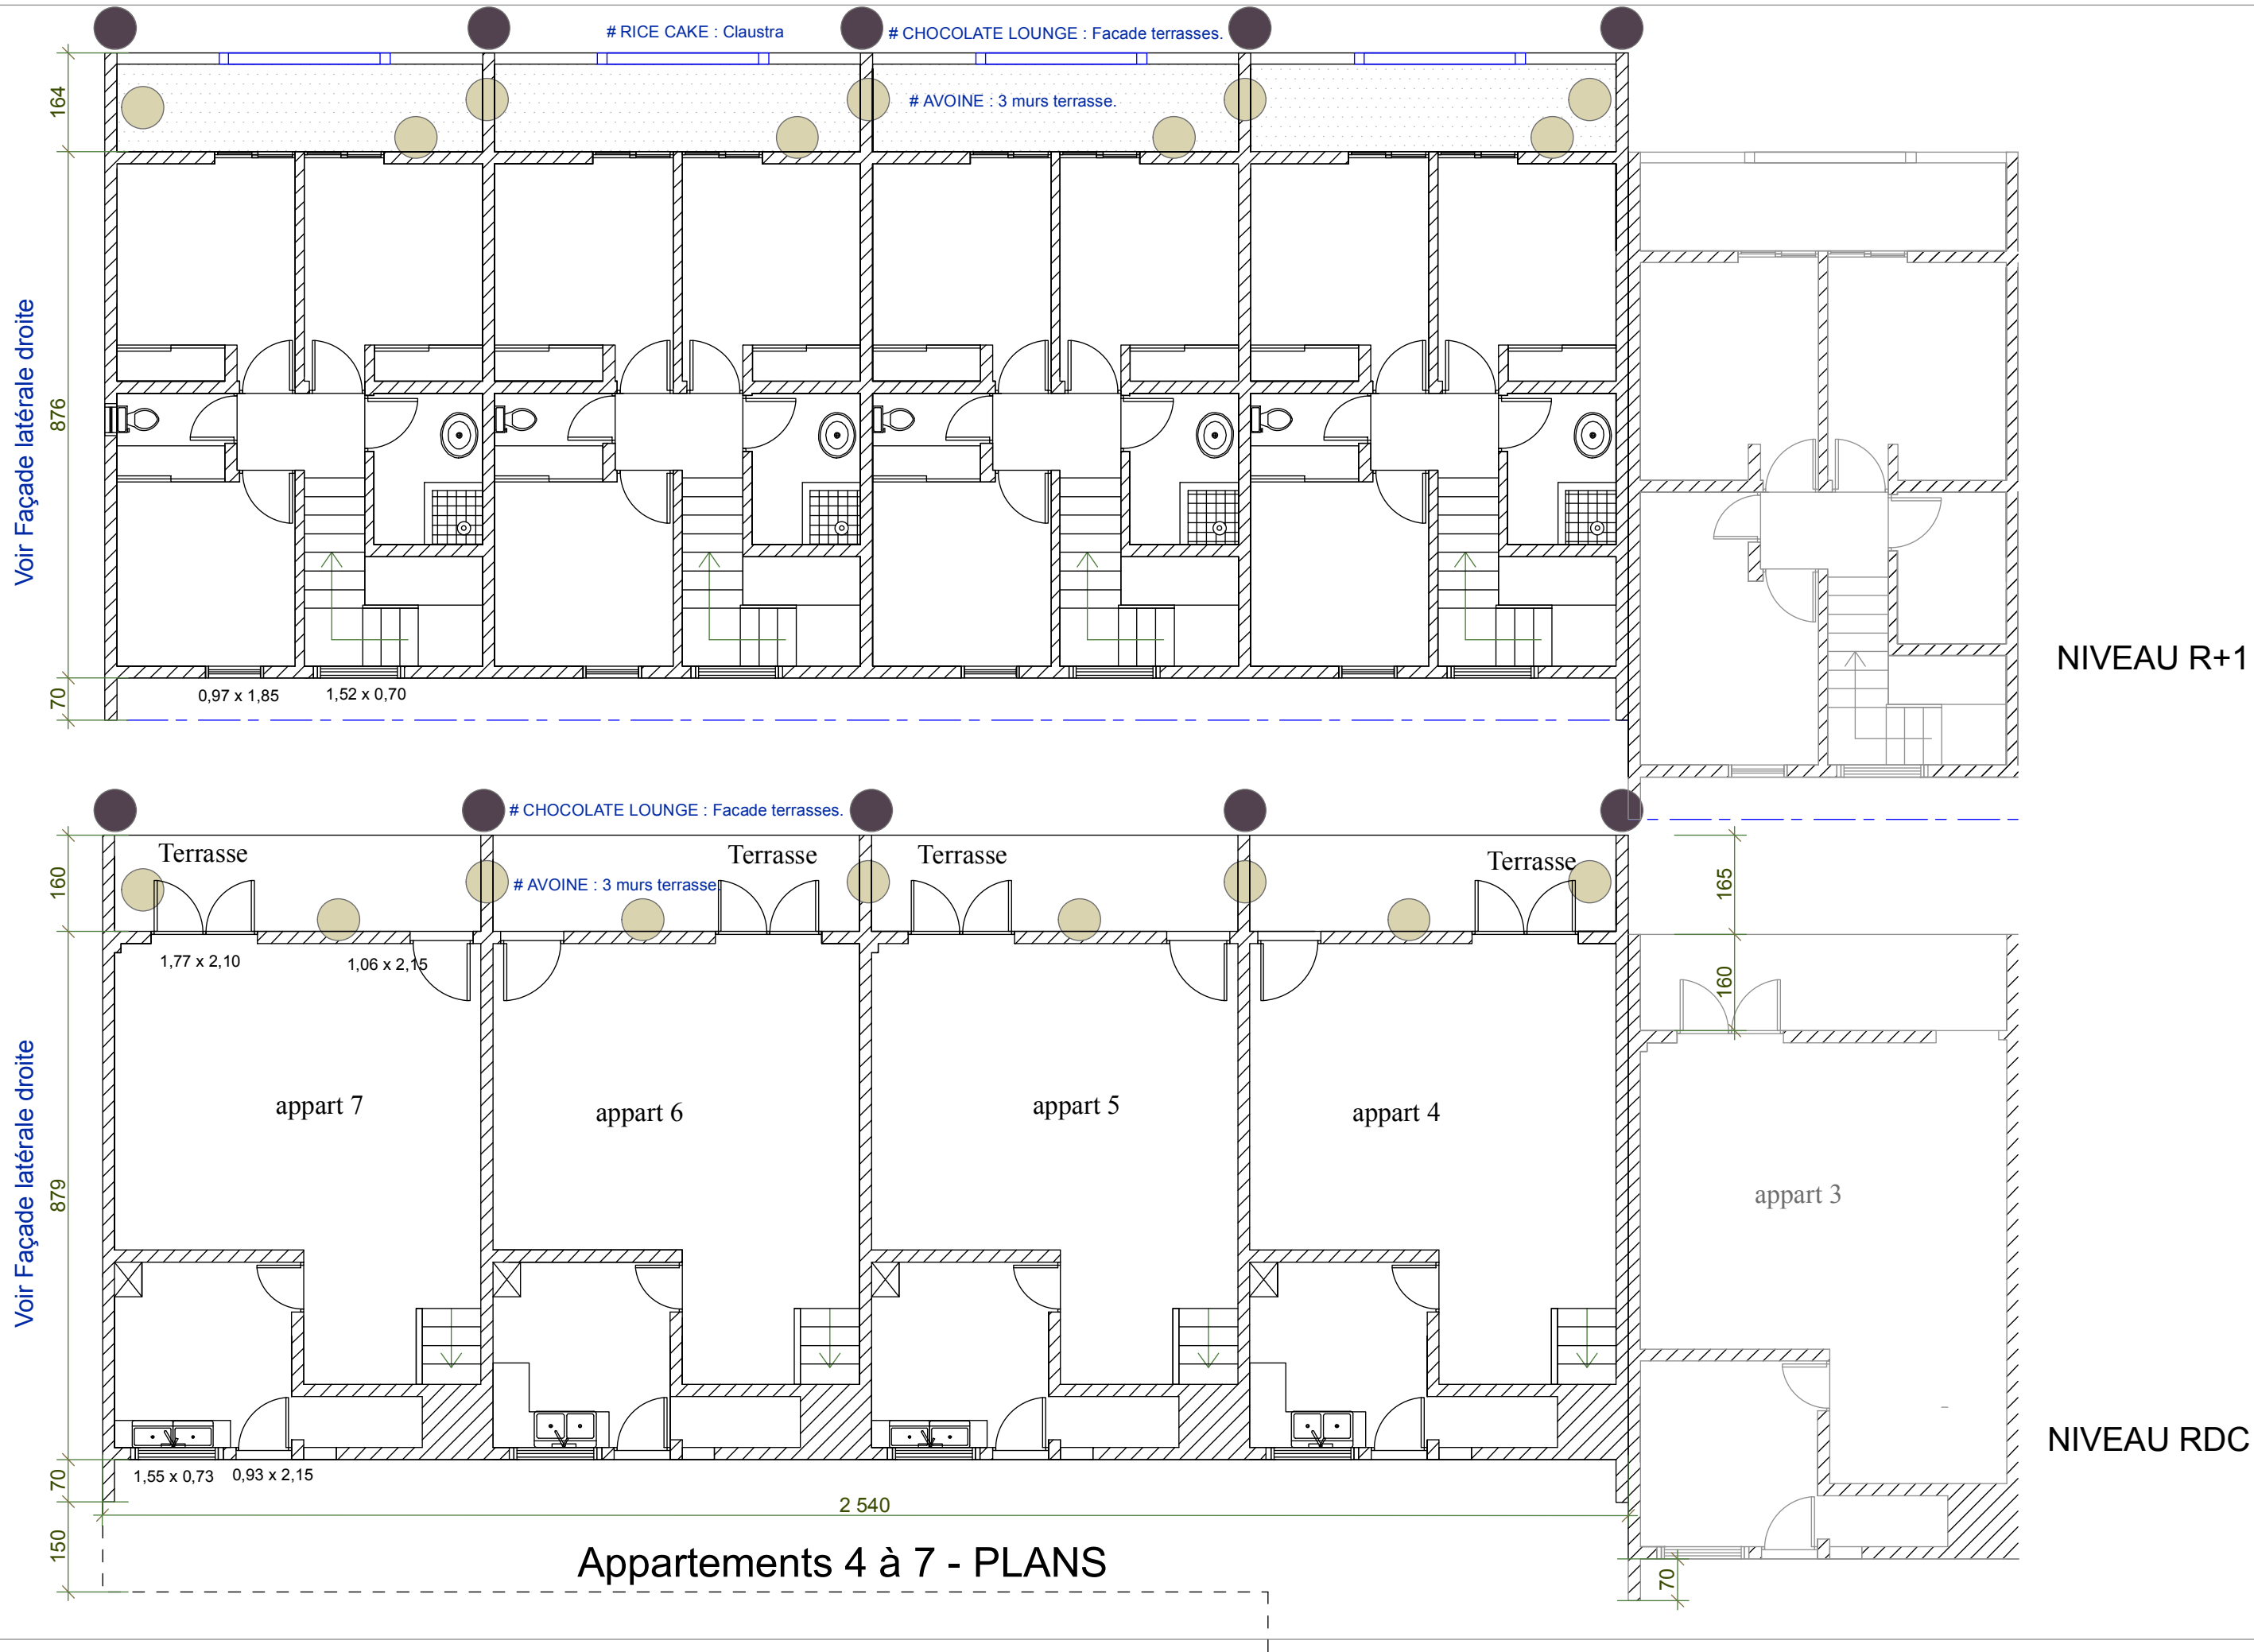 # RICE CAKE : Claustra
# CHOCOLATE LOUNGE : Facade terrasses.
164
# AVOINE : 3 murs terrasse.
Voir Façade latérale droite
876
NIVEAU R+1
70
0,97 x 1,85
1,52 x 0,70
# CHOCOLATE LOUNGE : Facade terrasses.
160
Terrasse
Terrasse
Terrasse
Terrasse
165
# AVOINE : 3 murs terrasse.
1,77 x 2,10
1,06 x 2,15
160
Voir Façade latérale droite
879
appart 7
appart 6
appart 5
appart 4
appart 3
NIVEAU RDC
70
1,55 x 0,73
0,93 x 2,15
2 540
150
Appartements 4 à 7 - PLANS
70